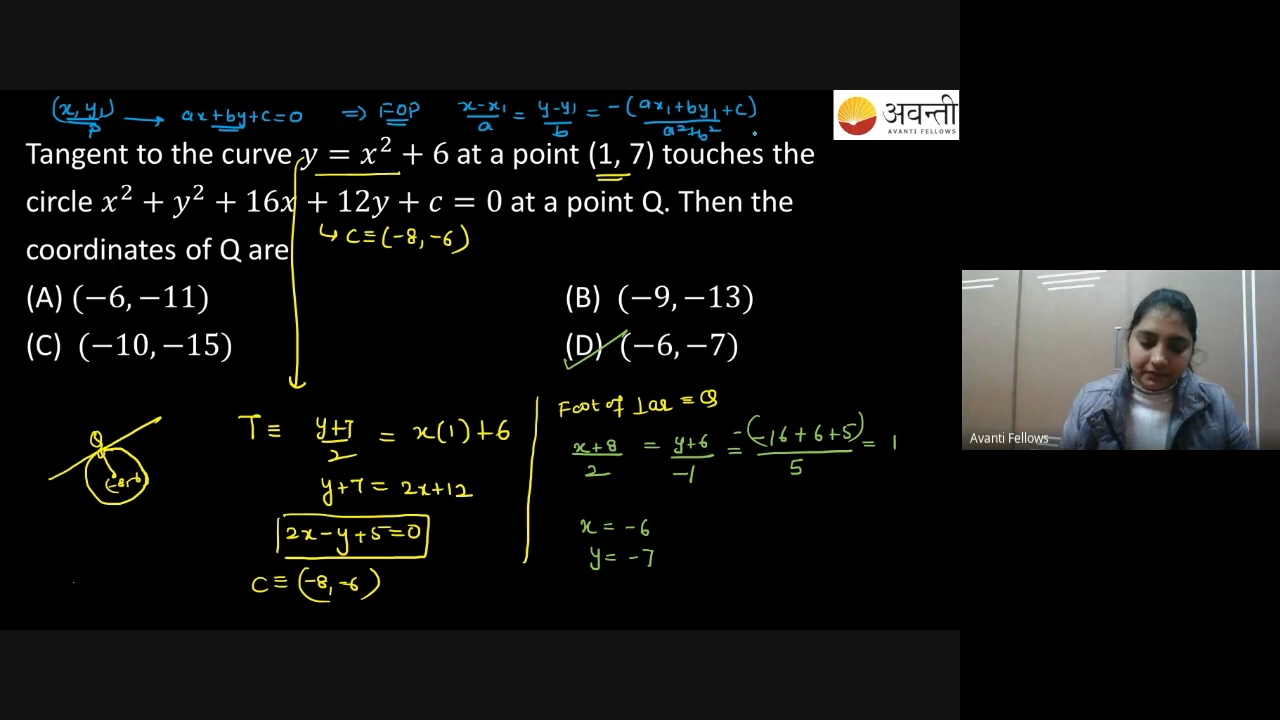 (x, y₁) P → ax+by+c=0 ⇒ FOP (x-x₁)/a = (y-y₁)/b = -(ax₁+by₁+c)/(a²+b²)
अवन्ती
AVANTI FELLOWS
Tangent to the curve y = x² + 6 at a point (1, 7) touches the
circle x² + y² + 16x + 12y + c = 0 at a point Q. Then the
↳ C≡(-8,-6)
coordinates of Q are
(A) (−6, −11)
(B) (−9, −13)
(C) (−10, −15)
(D) (−6, −7)
Q
(-8,-6)
T≡ (y+7)/2 = x(1)+6
y+7 = 2x+12
2x-y+5=0
C≡(-8,-6)
Foot of ⊥ar ≡ Q
(x+8)/2 = (y+6)/-1 = -(-16+6+5)/5 = 1
x = -6
y = -7
Avanti Fellows